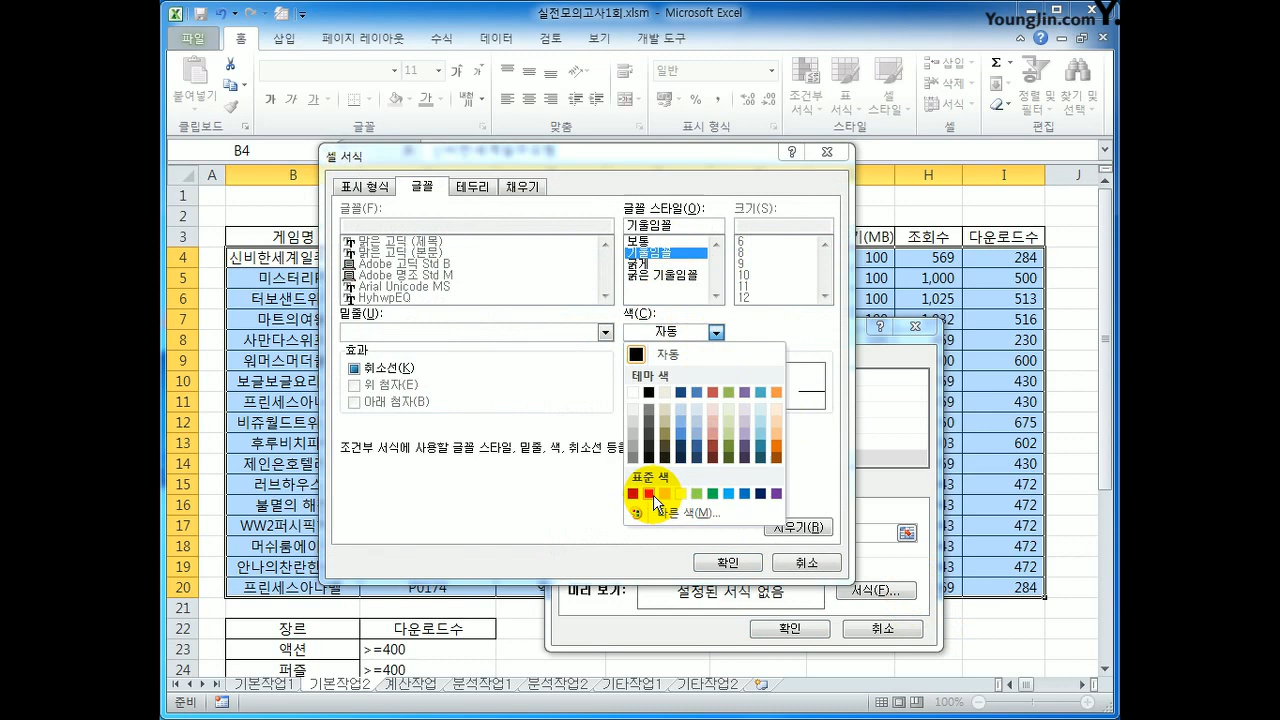 실전모의고사1회.xlsm - Microsoft Excel
YoungJin.com Y.
파일 홈 삽입 페이지 레이아웃 수식 데이터 검토 보기 개발 도구
붙여넣기
클립보드
11
가 가 가
글꼴
맞춤
일반
표시 형식
조건부 서식
표 서식
셀 스타일
스타일
삽입
삭제
서식
셀
정렬 및 필터
찾기 및 선택
편집
B4
셀 서식
표시 형식 글꼴 테두리 채우기
글꼴(F):
맑은 고딕 (제목)
맑은 고딕 (본문)
Adobe 고딕 Std B
Adobe 명조 Std M
Arial Unicode MS
HyhwpEQ
글꼴 스타일(O):
기울임꼴
보통
기울임꼴
굵게
굵은 기울임꼴
크기(S):
6
8
9
10
11
12
밑줄(U):
색(C):
자동
효과
취소선(K)
위 첨자(E)
아래 첨자(B)
자동
테마 색
표준 색
다른 색(M)...
조건부 서식에 사용할 글꼴 스타일, 밑줄, 색, 취소선 등을
지우기(R)
확인 취소
미리 보기: 설정된 서식 없음 서식(F)...
확인 취소
A B H I J
1
2
3 게임명 기(MB) 조회수 다운로드수
4 신비한세계일주 100 569 284
5 미스터리 100 1,000 500
6 터보샌드위 100 1,025 513
7 마트의여왕 516
8 사만다스위프 230
9 워머스머더 600
10 보글보글요리 430
11 프린세스아 430
12 비쥬월드트위 675
13 후루비치파 602
14 제인은호텔 472
15 러브하우스 472
16 불멸의 해 472
17 WW2퍼시픽 472
18 머쉬룸에이 472
19 안나의찬란한 472
20 프린세스아나벨 P0174 284
21
22 장르 다운로드수
23 액션 >=400
24 퍼즐 >=400
기본작업1 기본작업2 계산작업 분석작업1 분석작업2 기타작업1 기타작업2
준비 100%